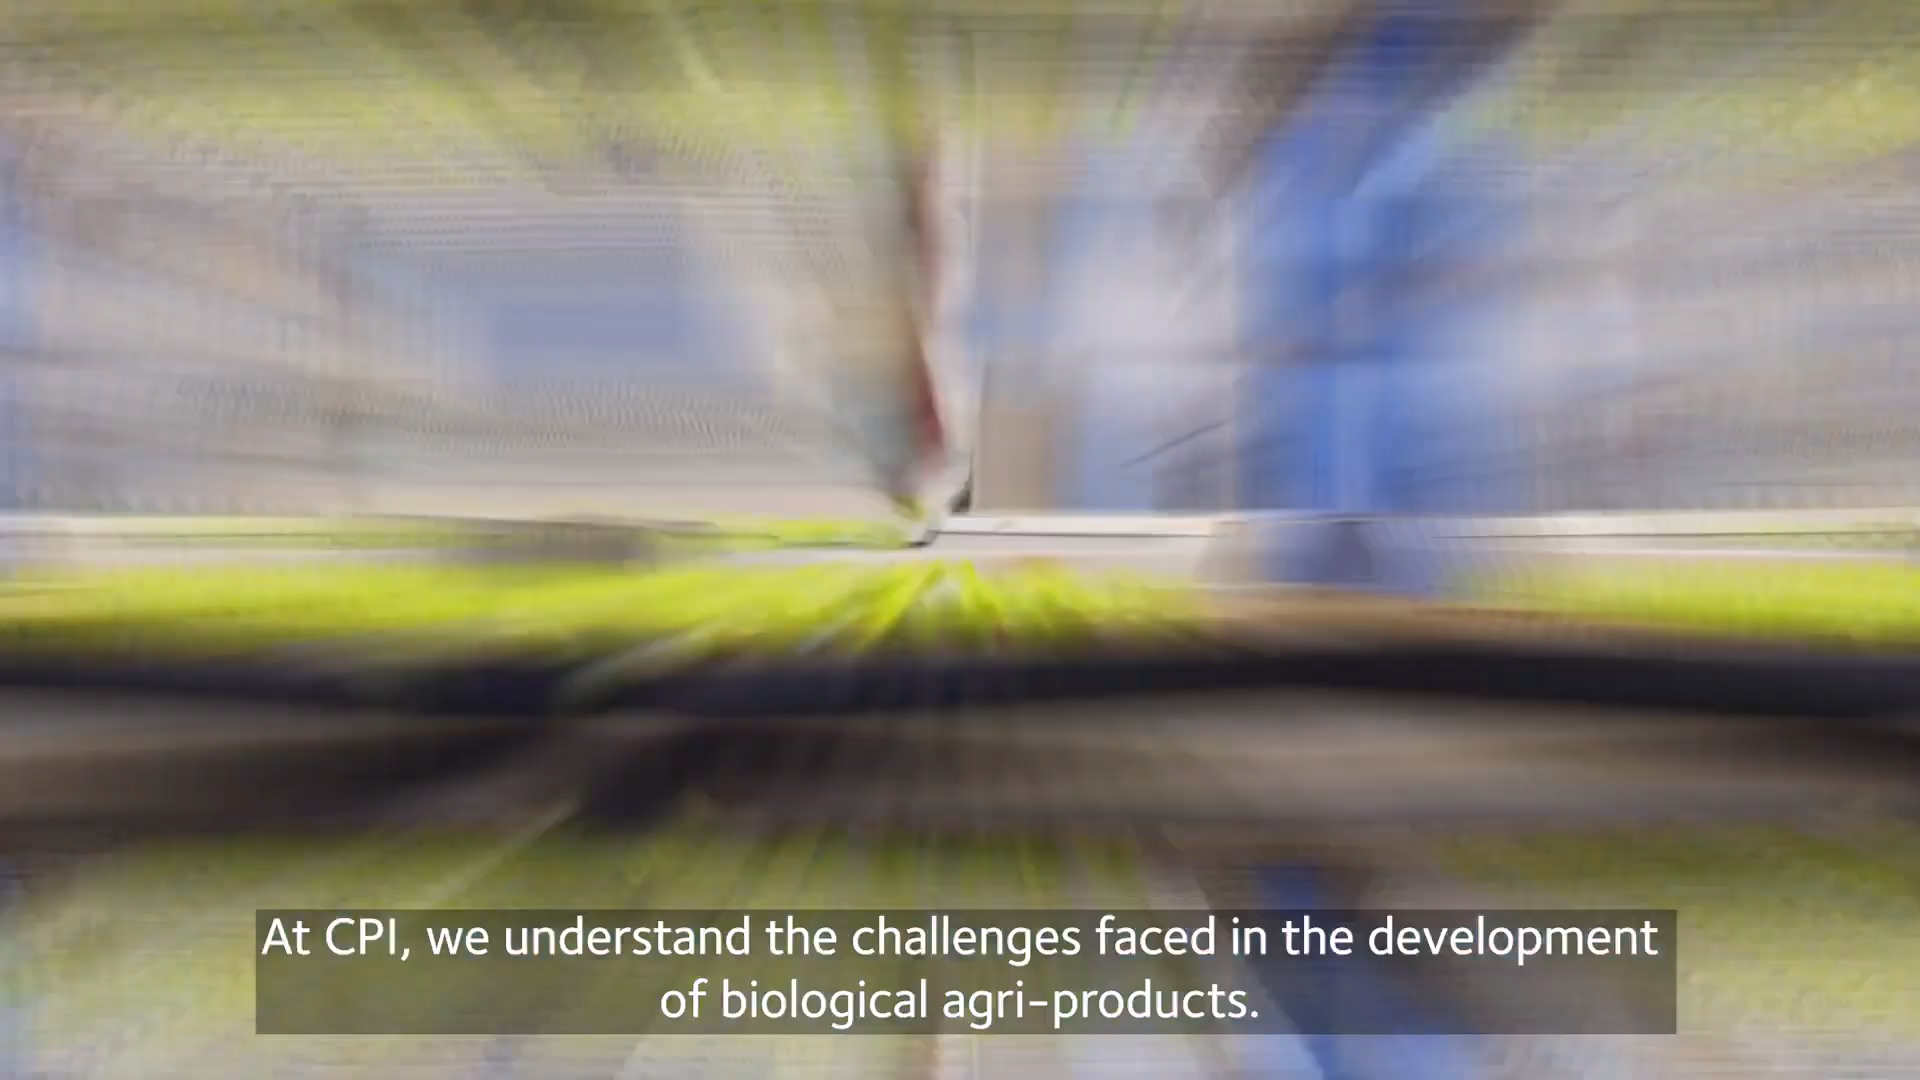 At CPI, we understand the challenges faced in the development
of biological agri-products.